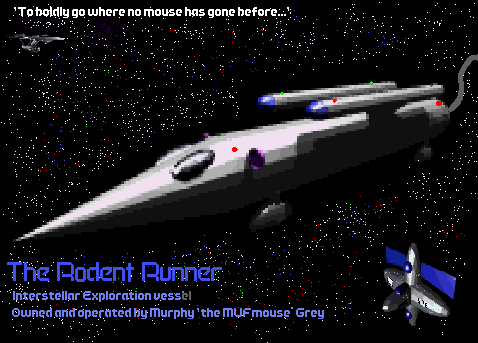 'To boldly go where no mouse has gone before...'
The Rodent Runner
Interstellar Exploration vessel
Owned and operated by Murphy 'the MUFmouse' Grey